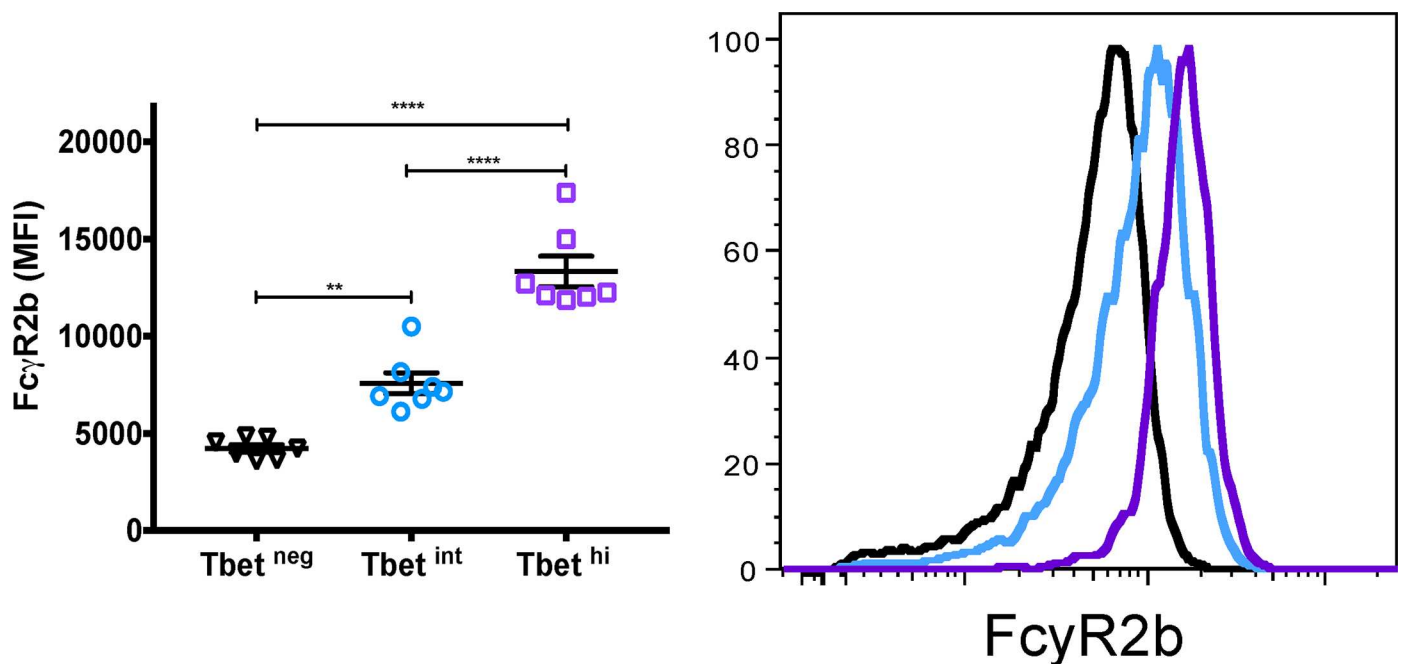 FcγR2b (MFI)
20000
15000
10000
5000
0
****
****
**
Tbet neg
Tbet int
Tbet hi
100
80
60
40
20
0
FcyR2b